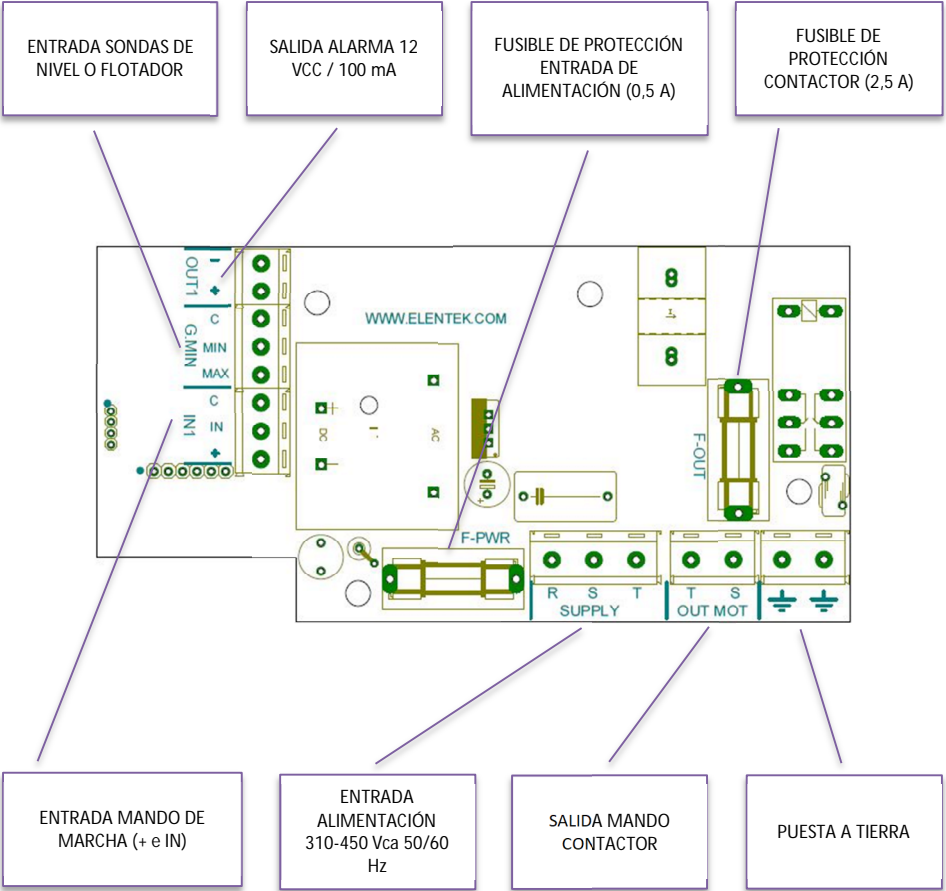 ENTRADA SONDAS DE
NIVEL O FLOTADOR
SALIDA ALARMA 12
VCC / 100 mA
FUSIBLE DE PROTECCIÓN
ENTRADA DE
ALIMENTACIÓN (0,5 A)
FUSIBLE DE
PROTECCIÓN
CONTACTOR (2,5 A)
OUT1
-
+
G.MIN
C
MIN
MAX
IN1
C
IN
+
WWW.ELENTEK.COM
+
DC
-
AC
+
F-OUT
F-PWR
R S T
SUPPLY
T S
OUT MOT
ENTRADA MANDO DE
MARCHA (+ e IN)
ENTRADA
ALIMENTACIÓN
310-450 Vca 50/60
Hz
SALIDA MANDO
CONTACTOR
PUESTA A TIERRA